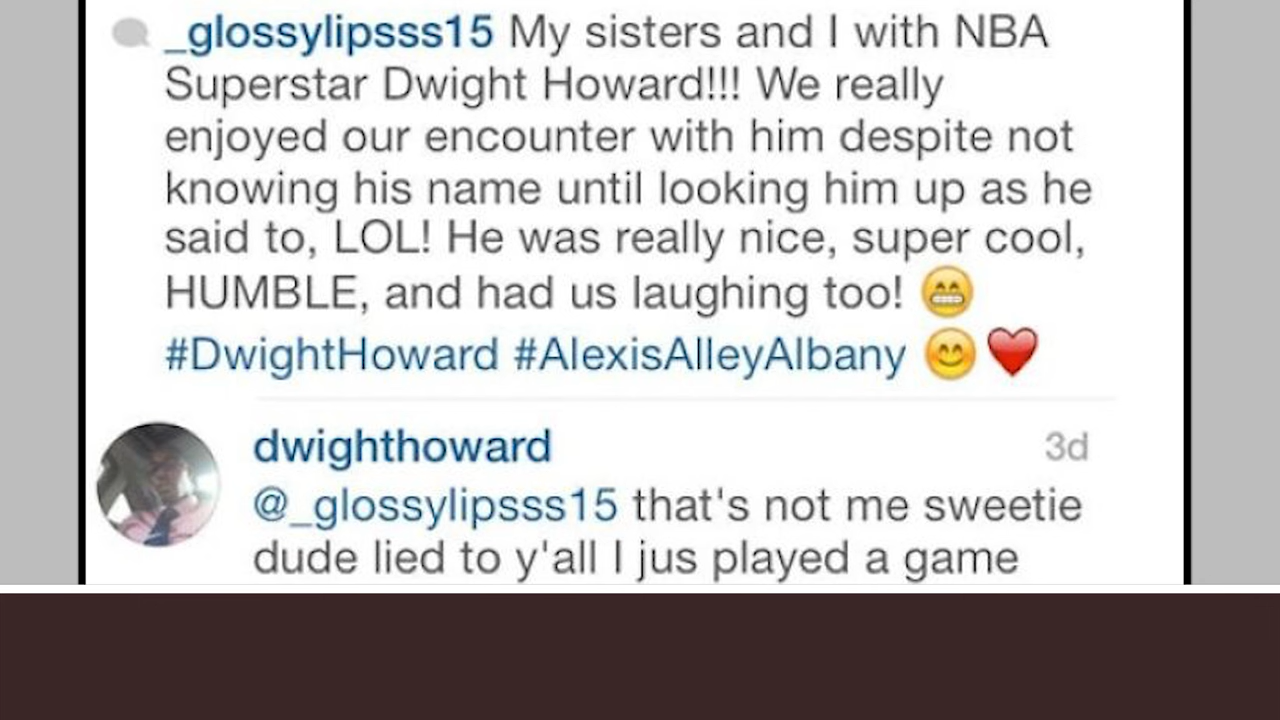 _glossylipsss15 My sisters and I with NBA
Superstar Dwight Howard!!! We really
enjoyed our encounter with him despite not
knowing his name until looking him up as he
said to, LOL! He was really nice, super cool,
HUMBLE, and had us laughing too! 😁
#DwightHoward #AlexisAlleyAlbany 😊❤️
dwighthoward 3d
@_glossylipsss15 that's not me sweetie
dude lied to y'all I jus played a game